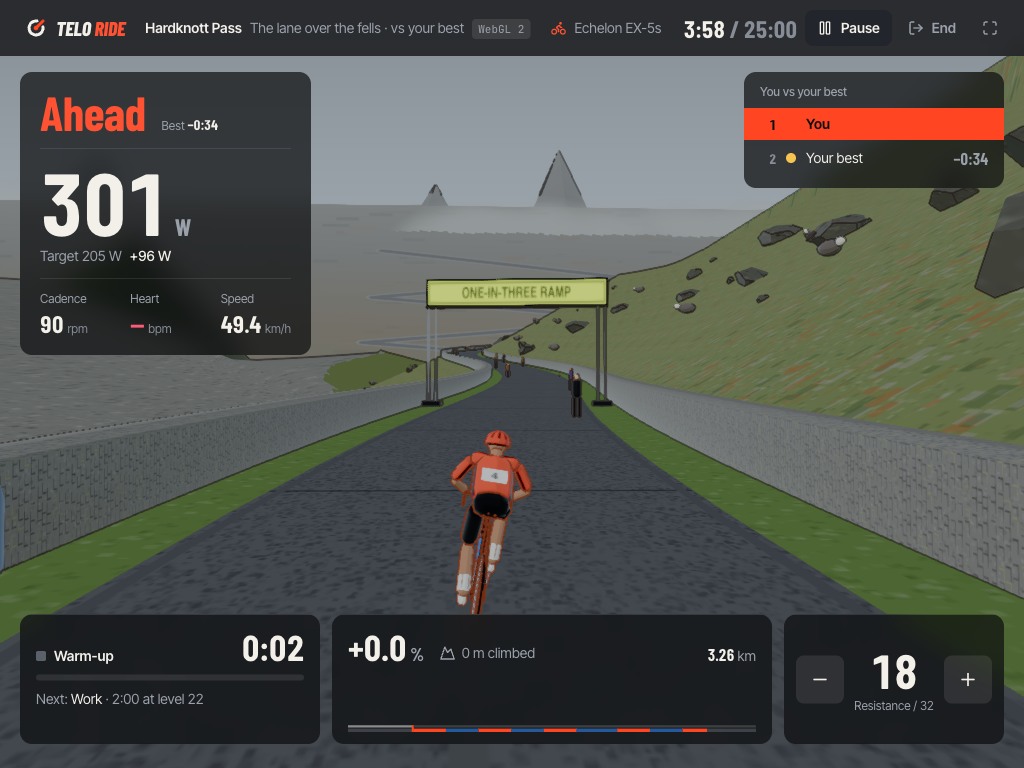 TELO RIDE
Hardknott Pass The lane over the fells · vs your best WebGL 2
Echelon EX-5s
3:58 / 25:00
Pause
End
Ahead Best −0:34
301 W
Target 205 W +96 W
Cadence Heart Speed
90 rpm – bpm 49.4 km/h
You vs your best
1 You
2 Your best −0:34
ONE-IN-THREE RAMP
4
Warm-up 0:02
Next: Work · 2:00 at level 22
+0.0 % 0 m climbed 3.26 km
− 18 +
Resistance / 32